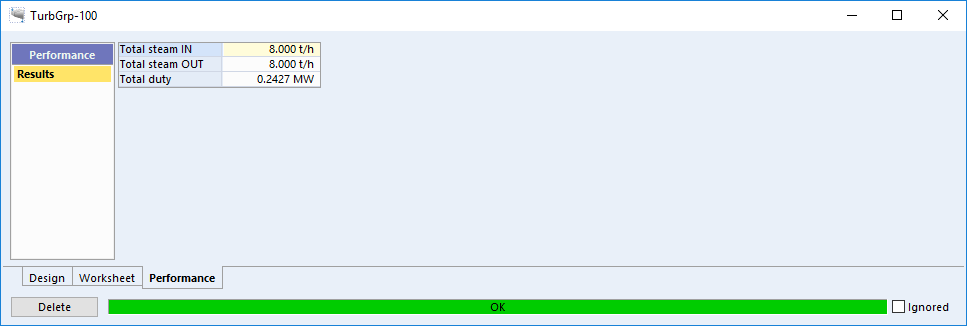 TurbGrp-100
Performance
Results
Total steam IN 8.000 t/h
Total steam OUT 8.000 t/h
Total duty 0.2427 MW
Design Worksheet Performance
Delete OK Ignored